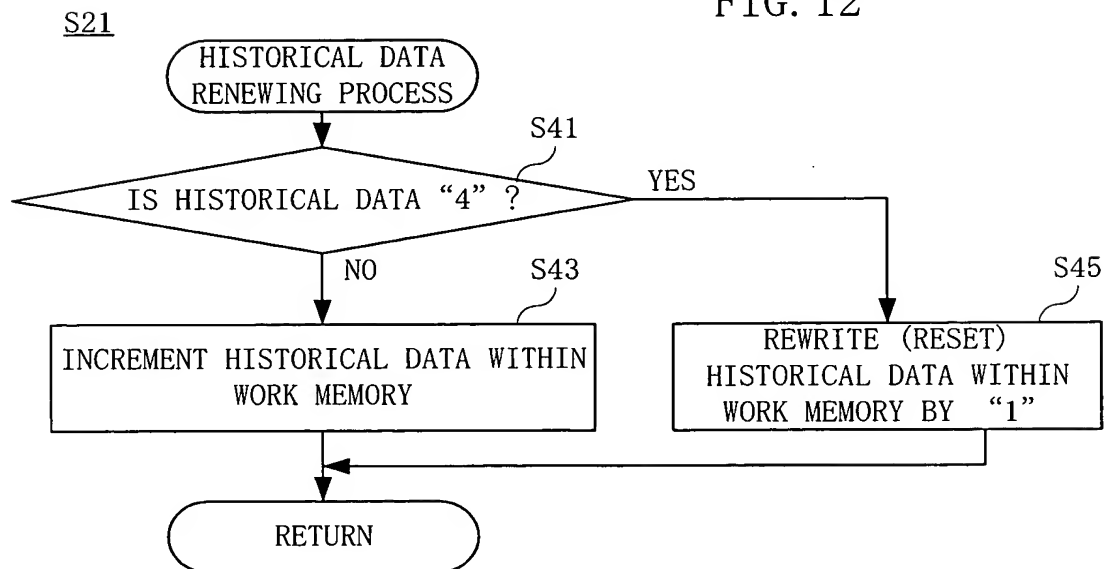 FIG. 12
S21
HISTORICAL DATA
RENEWING PROCESS
S41
IS HISTORICAL DATA “4” ?
YES
NO
S43
INCREMENT HISTORICAL DATA WITHIN
WORK MEMORY
S45
REWRITE (RESET)
HISTORICAL DATA WITHIN
WORK MEMORY BY “1”
RETURN